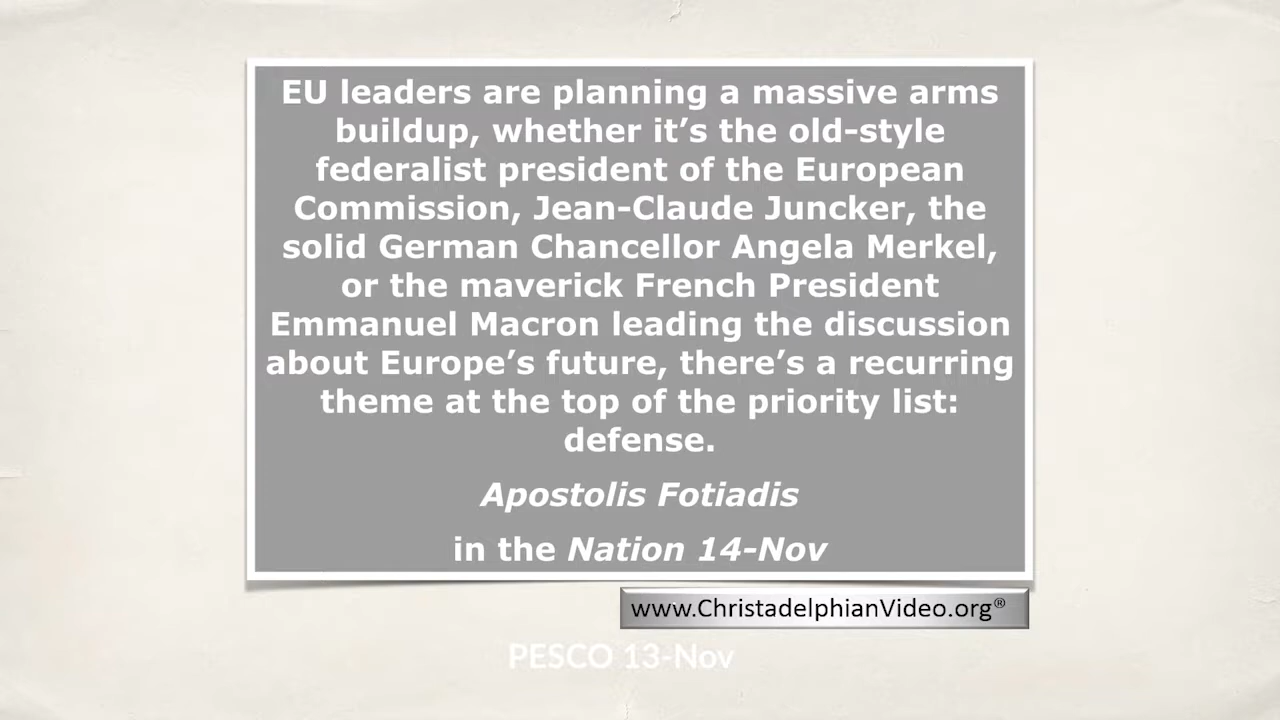 EU leaders are planning a massive arms
buildup, whether it’s the old-style
federalist president of the European
Commission, Jean-Claude Juncker, the
solid German Chancellor Angela Merkel,
or the maverick French President
Emmanuel Macron leading the discussion
about Europe’s future, there’s a recurring
theme at the top of the priority list:
defense.
Apostolis Fotiadis
in the Nation 14-Nov
www.ChristadelphianVideo.org®
PESCO 13-Nov